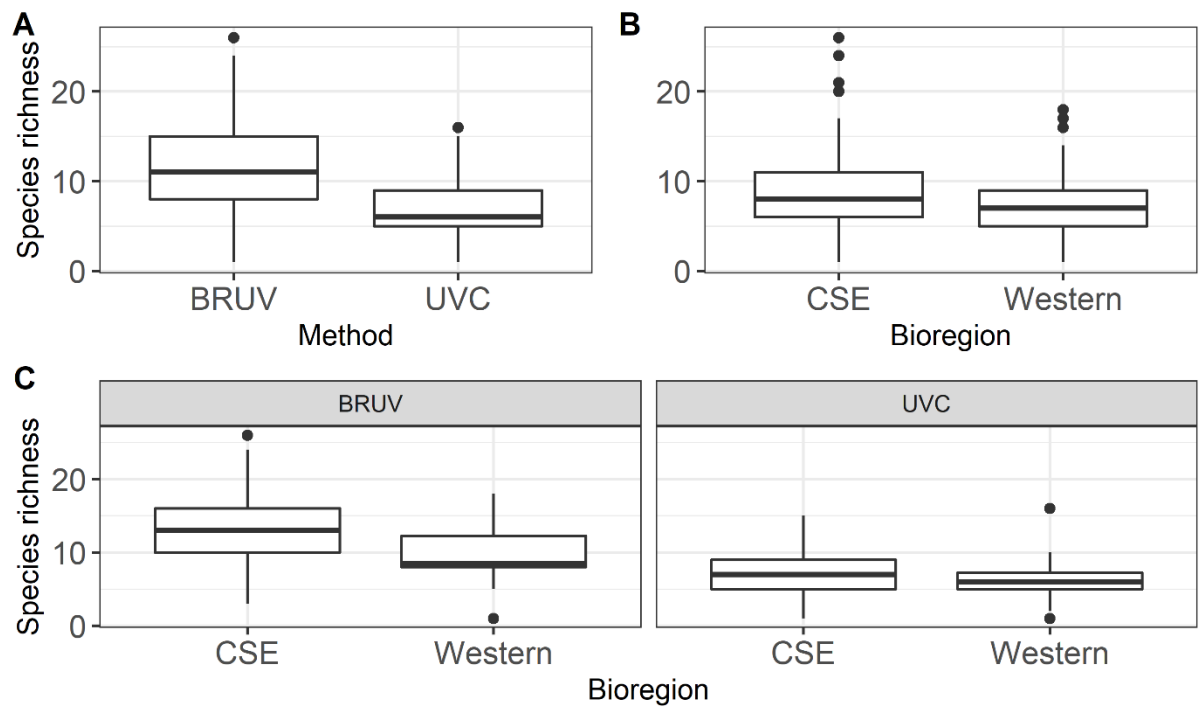 A
Species richness
20
10
0
BRUV UVC
Method
B
20
10
0
CSE Western
Bioregion
C
BRUV UVC
Species richness
20
10
0
CSE Western CSE Western
Bioregion